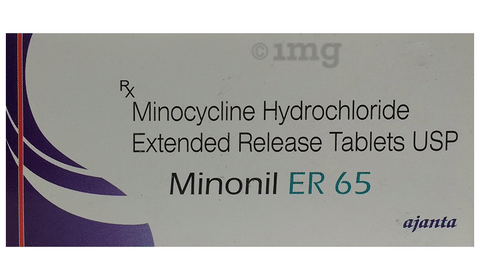 ©1mg
Rx
Minocycline Hydrochloride
Extended Release Tablets USP
Minonil ER 65
ajanta